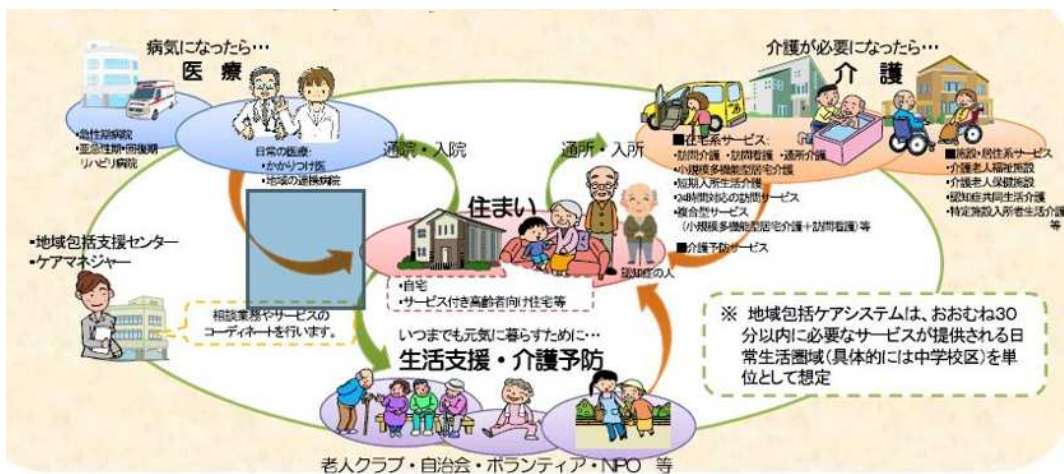 病気になったら…
医療
介護が必要になったら…
介 護
・急性期病院
・亜急性期・回復期
リハビリ病院
日常の医療:
・かかりつけ医
・地域の連携病院
通院・入院
通所・入所
■在宅系サービス:
・訪問介護・訪問看護・通所介護
・小規模多機能型居宅介護
・短期入所生活介護
・24時間対応の訪問サービス
・複合型サービス
(小規模多機能型居宅介護+訪問看護)等
■介護予防サービス
■施設・居住系サービス
・介護老人福祉施設
・介護老人保健施設
・認知症共同生活介護
・特定施設入所者生活介護
等
住まい
認知症の人
・自宅
・サービス付き高齢者向け住宅等
・地域包括支援センター
・ケアマネジャー
相談業務やサービスの
コーディネートを行います。
いつまでも元気に暮らすために…
生活支援・介護予防
※ 地域包括ケアシステムは、おおむね30
分以内に必要なサービスが提供される日
常生活圏域(具体的には中学校区)を単
位として想定
老人クラブ・自治会・ボランティア・NPO 等